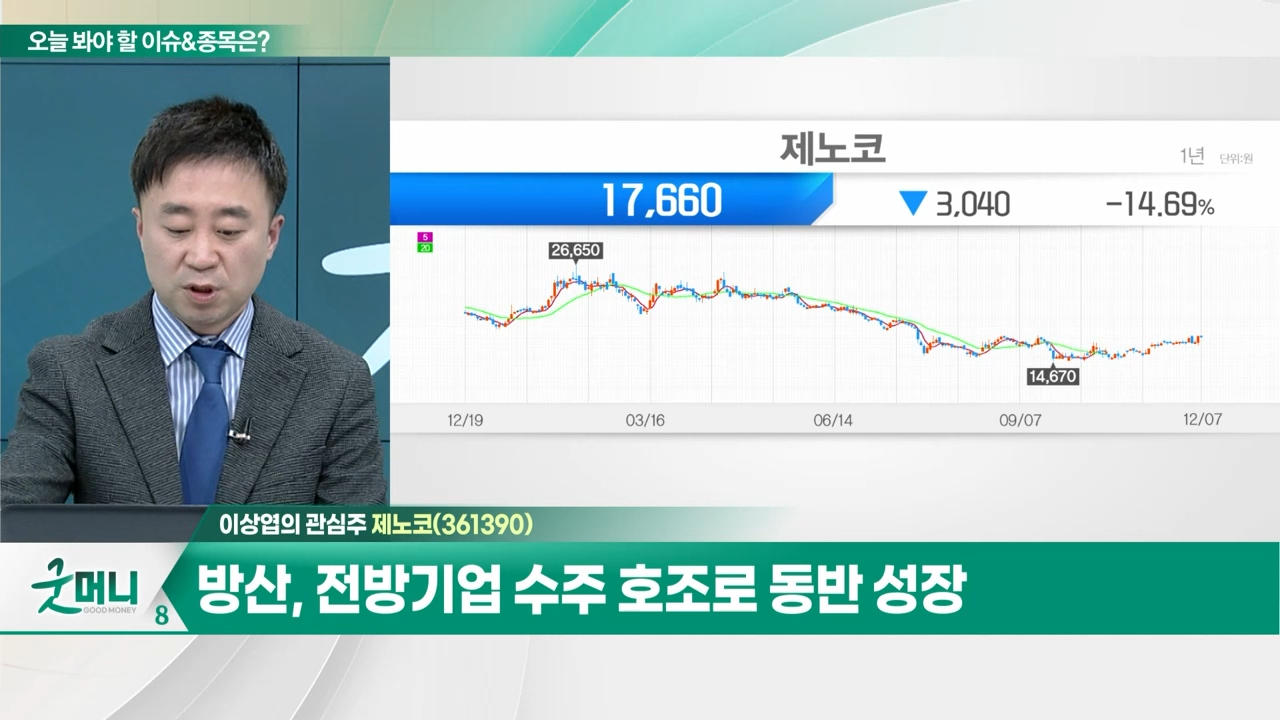 오늘 봐야 할 이슈&종목은?
제노코
1년 단위:원
17,660 ▼ 3,040 -14.69%
5
20
26,650
14,670
12/19 03/16 06/14 09/07 12/07
이상엽의 관심주 제노코(361390)
방산, 전방기업 수주 호조로 동반 성장
굿머니
GOOD MONEY
8